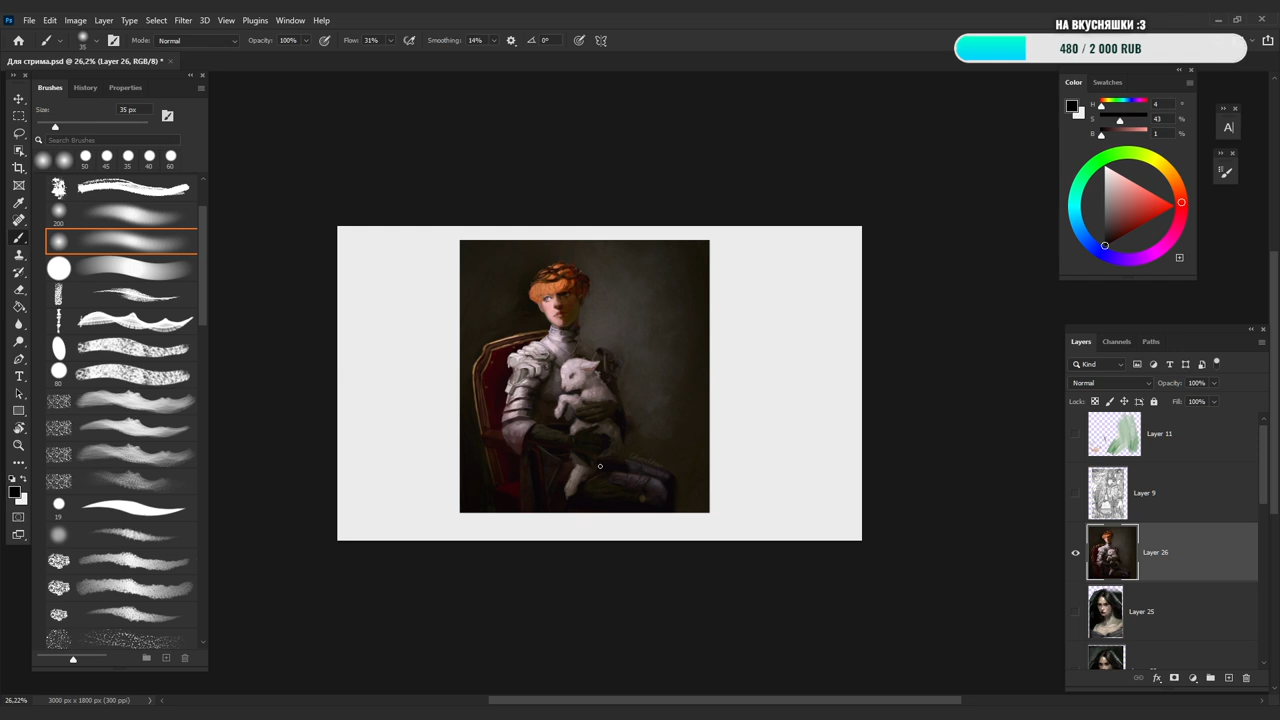 Ps File Edit Image Layer Type Select Filter 3D View Plugins Window Help
НА ВКУСНЯШКИ :3
480 / 2 000 RUB
35 Mode: Normal Opacity: 100% Flow: 31% Smoothing: 14% 0°
Для стрима.psd @ 26,2% (Layer 26, RGB/8) *
Brushes History Properties
Size: 35 px
Search Brushes
50 45 35 40 60
200
80
19
Color Swatches
H 4 °
S 43 %
B 1 %
A
Layers Channels Paths
Kind
Normal Opacity: 100%
Lock: Fill: 100%
Layer 11
Layer 9
Layer 26
Layer 25
fx
26,22% 3000 px x 1800 px (300 ppi)